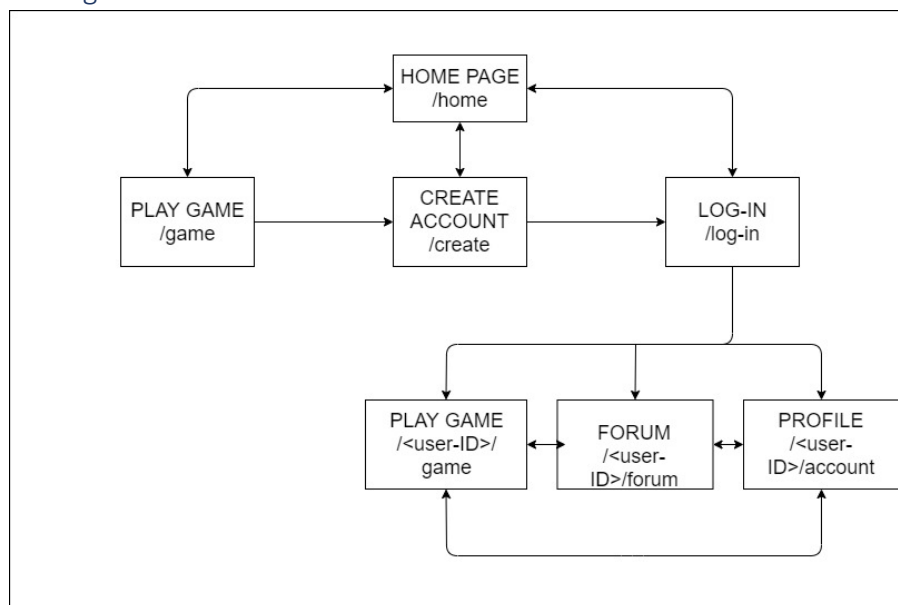 HOME PAGE
/home
PLAY GAME
/game
CREATE
ACCOUNT
/create
LOG-IN
/log-in
PLAY GAME
/<user-ID>/
game
FORUM
/<user-
ID>/forum
PROFILE
/<user-
ID>/account